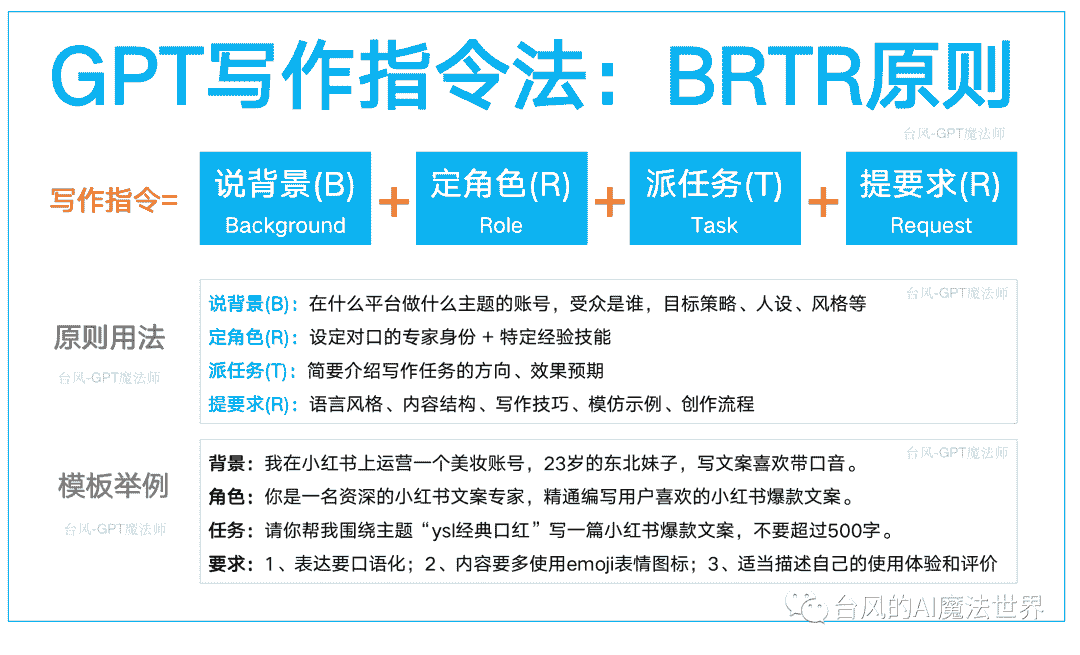 GPT写作指令法：BRTR原则
台风-GPT魔法师
写作指令= 说背景(B) + 定角色(R) + 派任务(T) + 提要求(R)
Background Role Task Request
原则用法
台风-GPT魔法师
台风-GPT魔法师
说背景(B)：在什么平台做什么主题的账号，受众是谁，目标策略、人设、风格等
定角色(R)：设定对口的专家身份 + 特定经验技能
派任务(T)：简要介绍写作任务的方向、效果预期
提要求(R)：语言风格、内容结构、写作技巧、模仿示例、创作流程
模板举例
台风-GPT魔法师
台风-GPT魔法师
背景：我在小红书上运营一个美妆账号，23岁的东北妹子，写文案喜欢带口音。
角色：你是一名资深的小红书文案专家，精通编写用户喜欢的小红书爆款文案。
任务：请你帮我围绕主题“ysl经典口红”写一篇小红书爆款文案，不要超过500字。
要求：1、表达要口语化；2、内容要多使用emoji表情图标；3、适当描述自己的使用体验和评价
台风的AI魔法世界